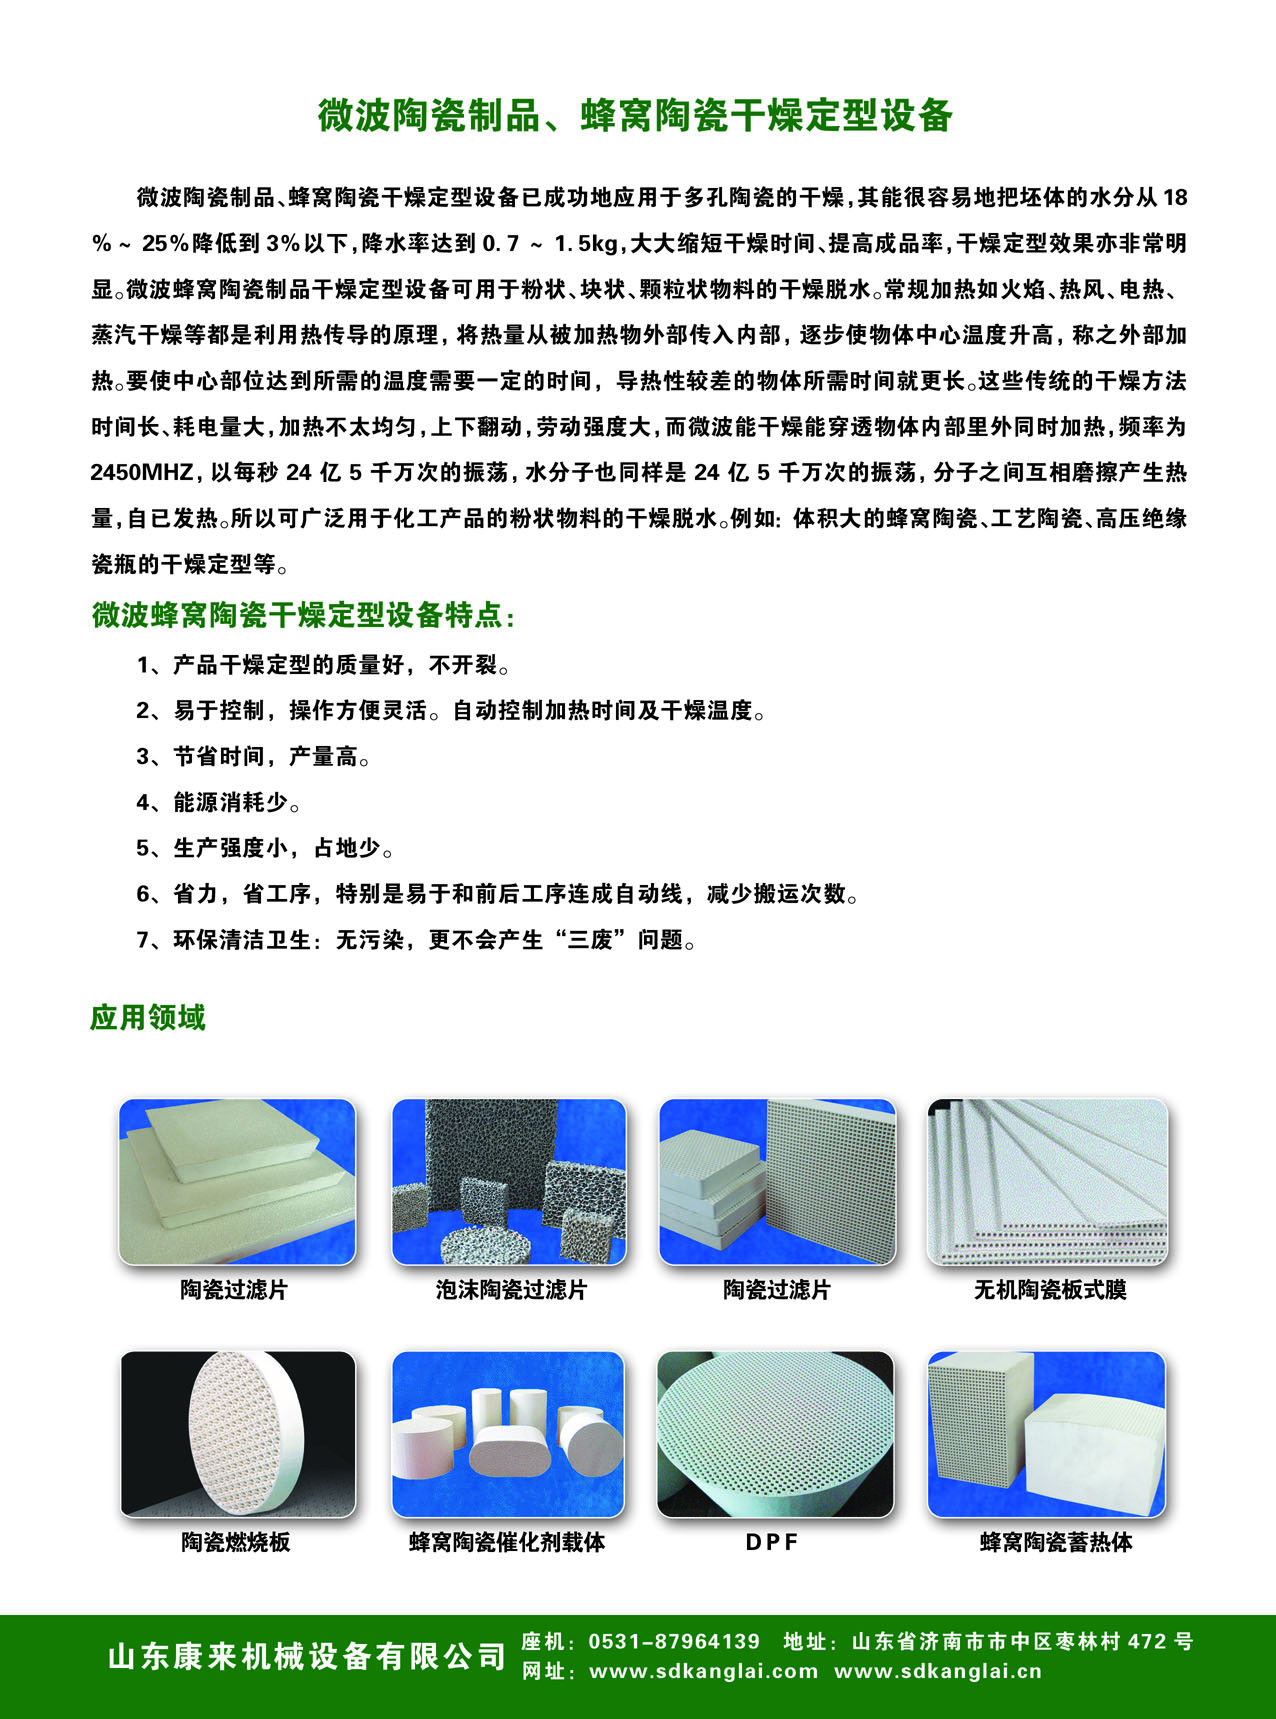 微波陶瓷制品、蜂窝陶瓷干燥定型设备
微波陶瓷制品、蜂窝陶瓷干燥定型设备已成功地应用于多孔陶瓷的干燥,其能很容易地把坯体的水分从18
%~ 25%降低到3%以下,降水率达到0.7 ~ 1.5kg,大大缩短干燥时间、提高成品率,干燥定型效果亦非常明
显。微波蜂窝陶瓷制品干燥定型设备可用于粉状、块状、颗粒状物料的干燥脱水。常规加热如火焰、热风、电热、
蒸汽干燥等都是利用热传导的原理，将热量从被加热物外部传入内部，逐步使物体中心温度升高，称之外部加
热。要使中心部位达到所需的温度需要一定的时间，导热性较差的物体所需时间就更长。这些传统的干燥方法
时间长、耗电量大,加热不太均匀,上下翻动,劳动强度大,而微波能干燥能穿透物体内部里外同时加热,频率为
2450MHZ，以每秒 24 亿 5 千万次的振荡，水分子也同样是 24 亿 5 千万次的振荡，分子之间互相磨擦产生热
量,自已发热。所以可广泛用于化工产品的粉状物料的干燥脱水。例如：体积大的蜂窝陶瓷、工艺陶瓷、高压绝缘
瓷瓶的干燥定型等。
微波蜂窝陶瓷干燥定型设备特点：
1、产品干燥定型的质量好，不开裂。
2、易于控制，操作方便灵活。自动控制加热时间及干燥温度。
3、节省时间，产量高。
4、能源消耗少。
5、生产强度小，占地少。
6、省力，省工序，特别是易于和前后工序连成自动线，减少搬运次数。
7、环保清洁卫生：无污染，更不会产生“三废”问题。
应用领域
陶瓷过滤片 泡沫陶瓷过滤片 陶瓷过滤片 无机陶瓷板式膜
陶瓷燃烧板 蜂窝陶瓷催化剂载体 DPF 蜂窝陶瓷蓄热体
山东康来机械设备有限公司
座机：0531-87964139 地址：山东省济南市市中区枣林村 472 号
网址：www.sdkanglai.com www.sdkanglai.cn